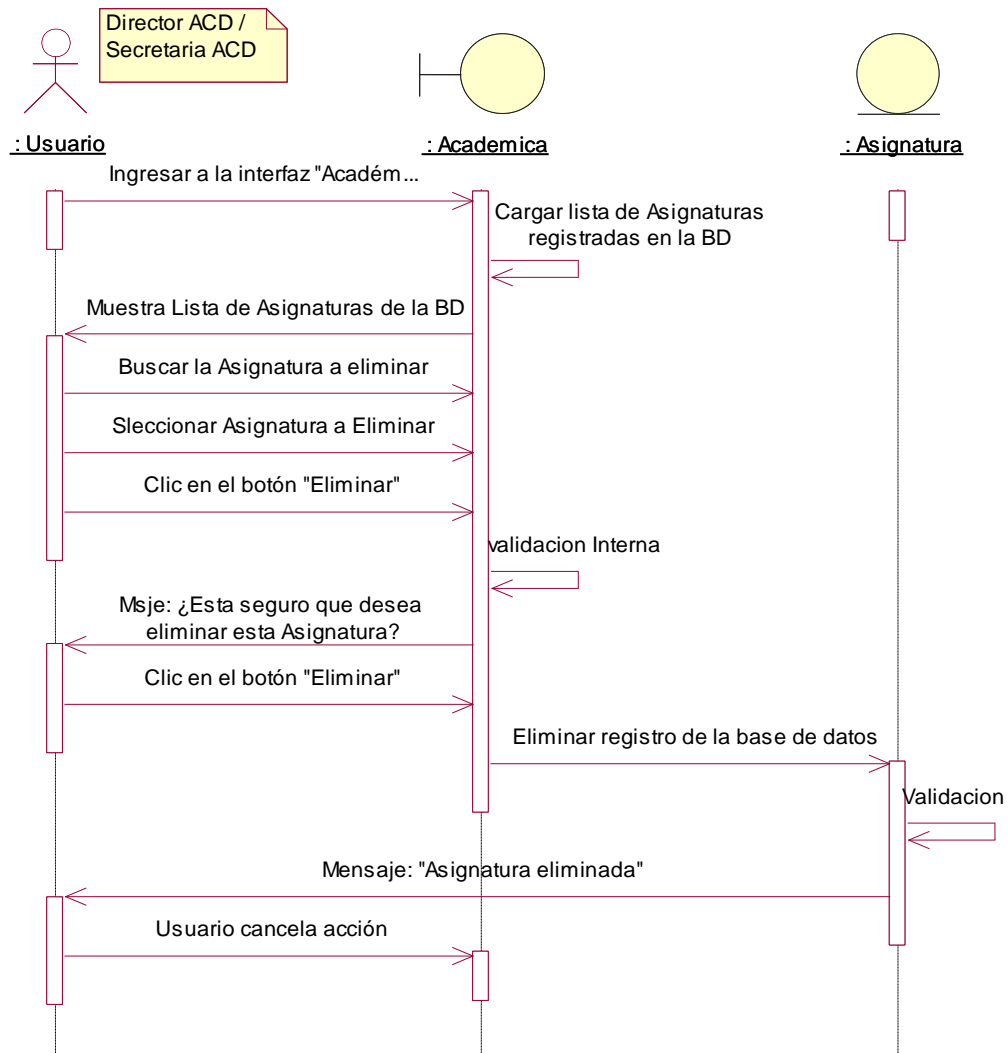 Director ACD /
Secretaria ACD
: Usuario
: Academica
: Asignatura
Ingresar a la interfaz "Académ...
Cargar lista de Asignaturas
registradas en la BD
Muestra Lista de Asignaturas de la BD
Buscar la Asignatura a eliminar
Sleccionar Asignatura a Eliminar
Clic en el botón "Eliminar"
validacion Interna
Msje: ¿Esta seguro que desea
eliminar esta Asignatura?
Clic en el botón "Eliminar"
Eliminar registro de la base de datos
Validacion
Mensaje: "Asignatura eliminada"
Usuario cancela acción